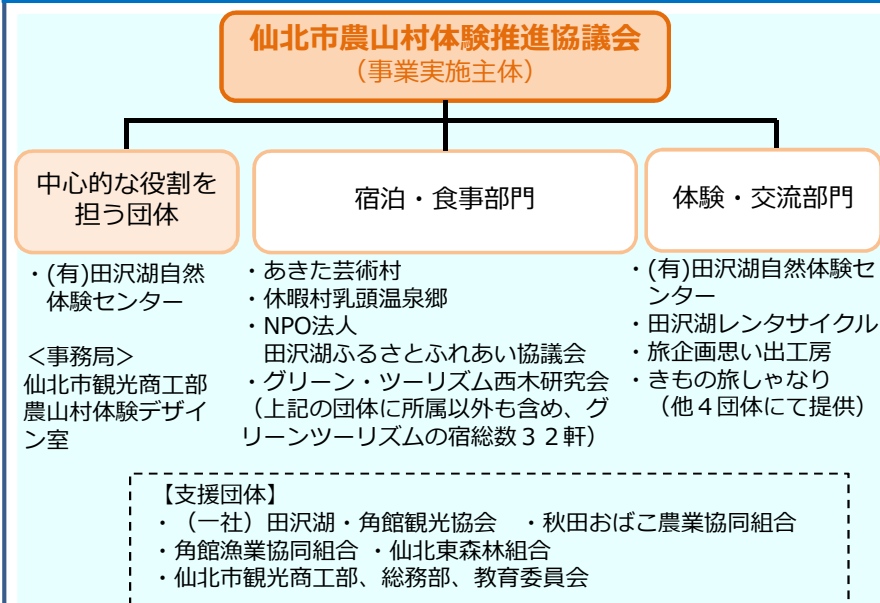 仙北市農山村体験推進協議会
（事業実施主体）
中心的な役割を
担う団体
・(有)田沢湖自然
体験センター
＜事務局＞
仙北市観光商工部
農山村体験デザイ
ン室
宿泊・食事部門
・あきた芸術村
・休暇村乳頭温泉郷
・NPO法人
田沢湖ふるさとふれあい協議会
・グリーン・ツーリズム西木研究会
（上記の団体に所属以外も含め、グ
リーンツーリズムの宿総数３２軒）
体験・交流部門
・(有)田沢湖自然体験セ
ンター
・田沢湖レンタサイクル
・旅企画思い出工房
・きもの旅しゃなり
（他４団体にて提供）
【支援団体】
・（一社）田沢湖・角館観光協会　・秋田おばこ農業協同組合
・角館漁業協同組合 ・仙北東森林組合
・仙北市観光商工部、総務部、教育委員会